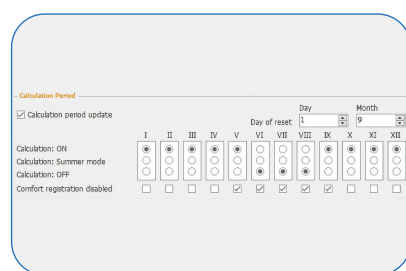 Calculation Period
Calculation period update
Day Month
Day of reset 1 9
I II III IV V VI VII VIII IX X XI XII
Calculation: ON
Calculation: Summer mode
Calculation: OFF
Comfort registration disabled